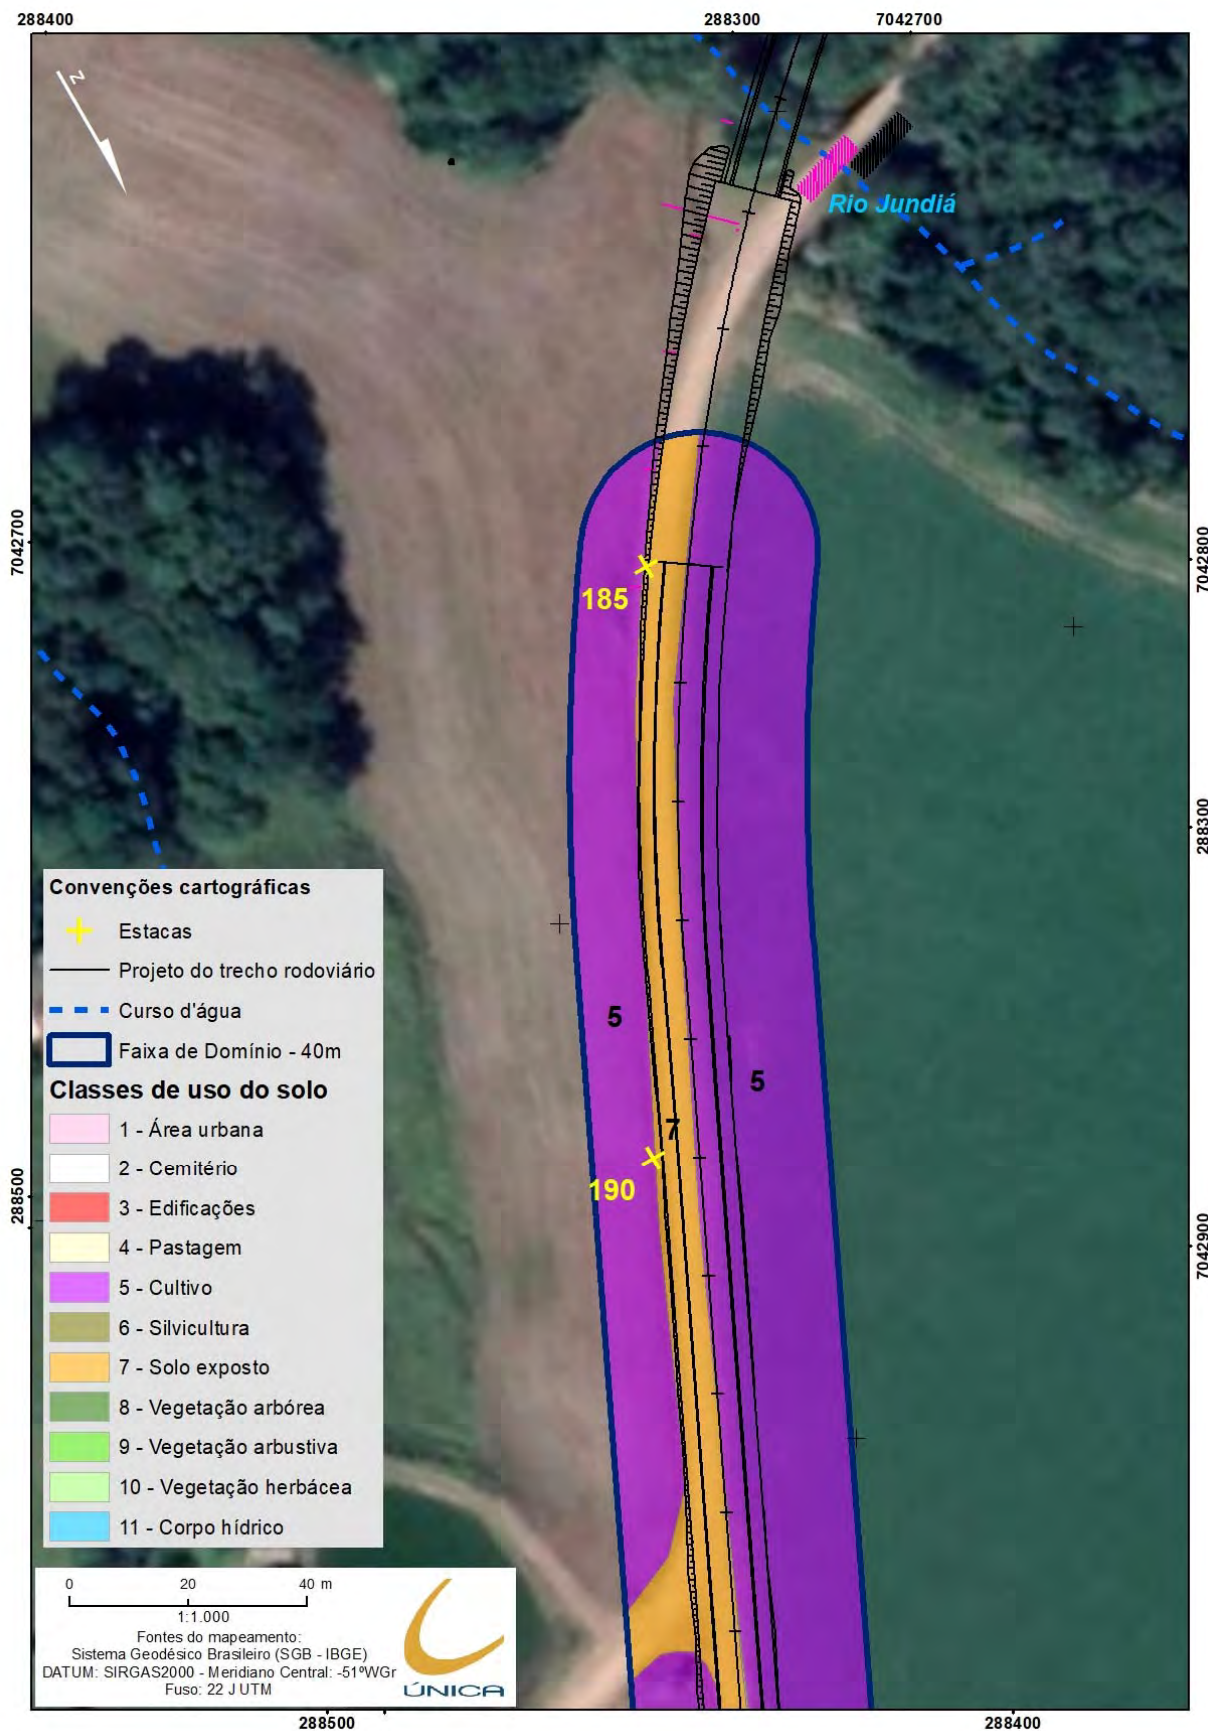 288400
288300
7042700
N
Rio Jundiá
7042700
7042800
185
288300
Convenções cartográficas
Estacas
Projeto do trecho rodoviário
Curso d'água
Faixa de Domínio - 40m
Classes de uso do solo
1 - Área urbana
2 - Cemitério
3 - Edificações
4 - Pastagem
5 - Cultivo
6 - Silvicultura
7 - Solo exposto
8 - Vegetação arbórea
9 - Vegetação arbustiva
10 - Vegetação herbácea
11 - Corpo hídrico
5
5
7
190
288500
7042900
0 20 40 m
1:1.000
Fontes do mapeamento:
Sistema Geodésico Brasileiro (SGB - IBGE)
DATUM: SIRGAS2000 - Meridiano Central: -51ºWGr
Fuso: 22 J UTM
ÚNICA
288500
288400